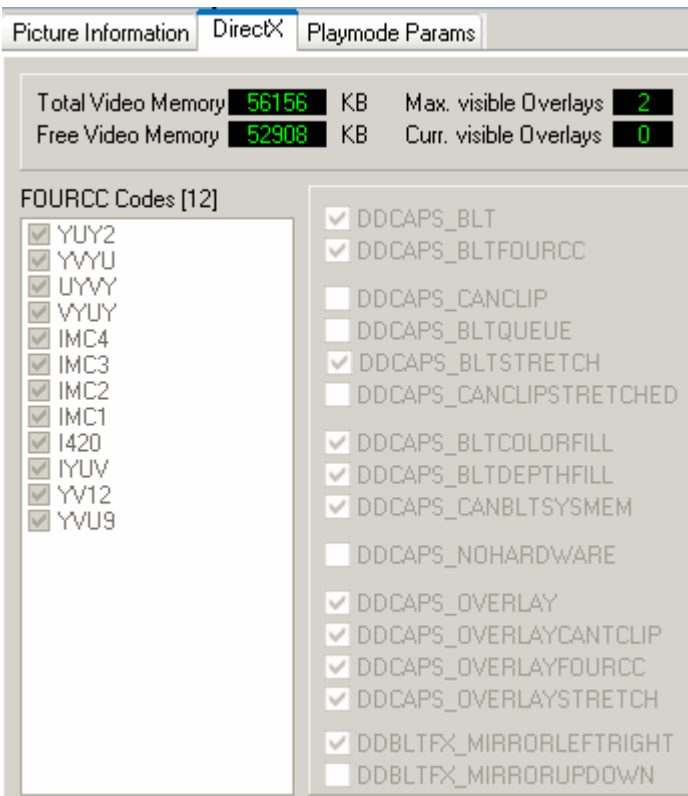 Picture Information DirectX Playmode Params
Total Video Memory 56156 KB Max. visible Overlays 2
Free Video Memory 52908 KB Curr. visible Overlays 0
FOURCC Codes [12]
YUY2
YVYU
UYVY
VYUY
IMC4
IMC3
IMC2
IMC1
I420
IYUV
YV12
YVU9
DDCAPS_BLT
DDCAPS_BLTFOURCC
DDCAPS_CANCLIP
DDCAPS_BLTQUEUE
DDCAPS_BLTSTRETCH
DDCAPS_CANCLIPSTRETCHED
DDCAPS_BLTCOLORFILL
DDCAPS_BLTDEPTHFILL
DDCAPS_CANBLTSYSMEM
DDCAPS_NOHARDWARE
DDCAPS_OVERLAY
DDCAPS_OVERLAYCANTCLIP
DDCAPS_OVERLAYFOURCC
DDCAPS_OVERLAYSTRETCH
DDBLTFX_MIRRORLEFTRIGHT
DDBLTFX_MIRRORUPDOWN